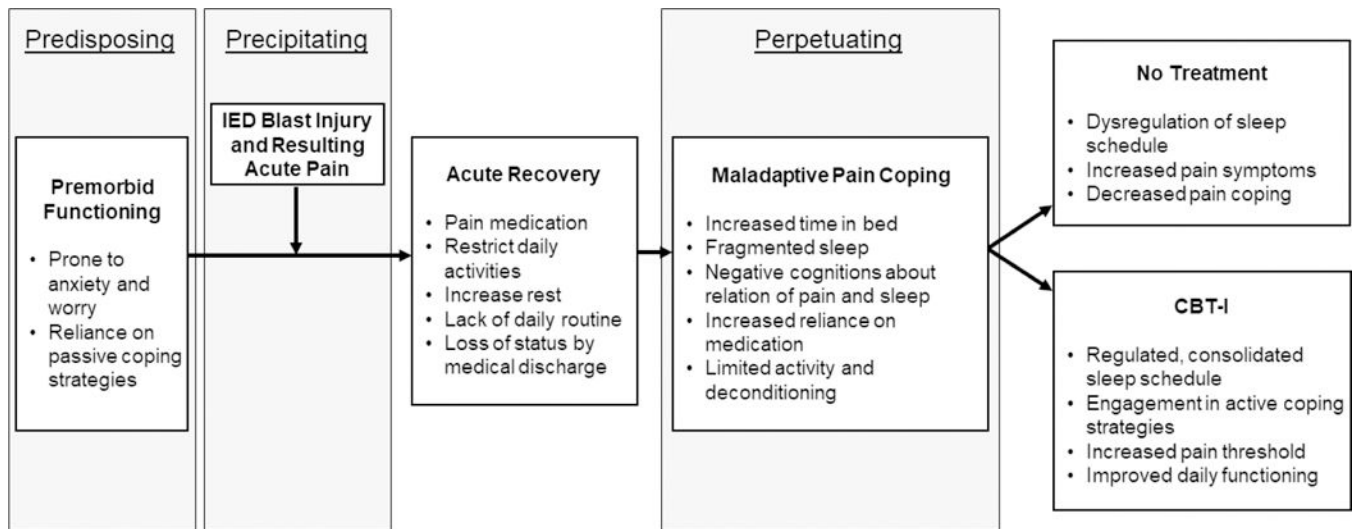 Predisposing
Premorbid
Functioning
• Prone to
anxiety and
worry
• Reliance on
passive coping
strategies
Precipitating
IED Blast Injury
and Resulting
Acute Pain
Acute Recovery
• Pain medication
• Restrict daily
activities
• Increase rest
• Lack of daily routine
• Loss of status by
medical discharge
Perpetuating
Maladaptive Pain Coping
• Increased time in bed
• Fragmented sleep
• Negative cognitions about
relation of pain and sleep
• Increased reliance on
medication
• Limited activity and
deconditioning
No Treatment
• Dysregulation of sleep
schedule
• Increased pain symptoms
• Decreased pain coping
CBT-I
• Regulated, consolidated
sleep schedule
• Engagement in active coping
strategies
• Increased pain threshold
• Improved daily functioning